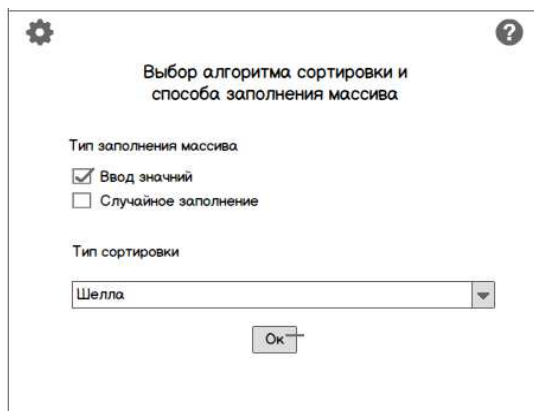 ?
Выбор алгоритма сортировки и
способа заполнения массива
Тип заполнения массива
Ввод значний
Случайное заполнение
Тип сортировки
Шелла
Ок